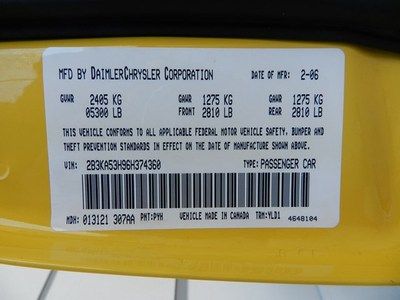 MFD BY DAIMLERCHRYSLER CORPORATION DATE OF MFR: 2-06
GVWR 2405 KG GAWR 1275 KG GAWR 1275 KG
05300 LB FRONT 2810 LB REAR 2810 LB
THIS VEHICLE CONFORMS TO ALL APPLICABLE FEDERAL MOTOR VEHICLE SAFETY, BUMPER AND
THEFT PREVENTION STANDARDS IN EFFECT ON THE DATE OF MANUFACTURE SHOWN ABOVE.
VIN: 2B3KA53H96H374360 TYPE: PASSENGER CAR
MDH: 013121 307AA PNT: PYH VEHICLE MADE IN CANADA TRM: YLD1 4648104